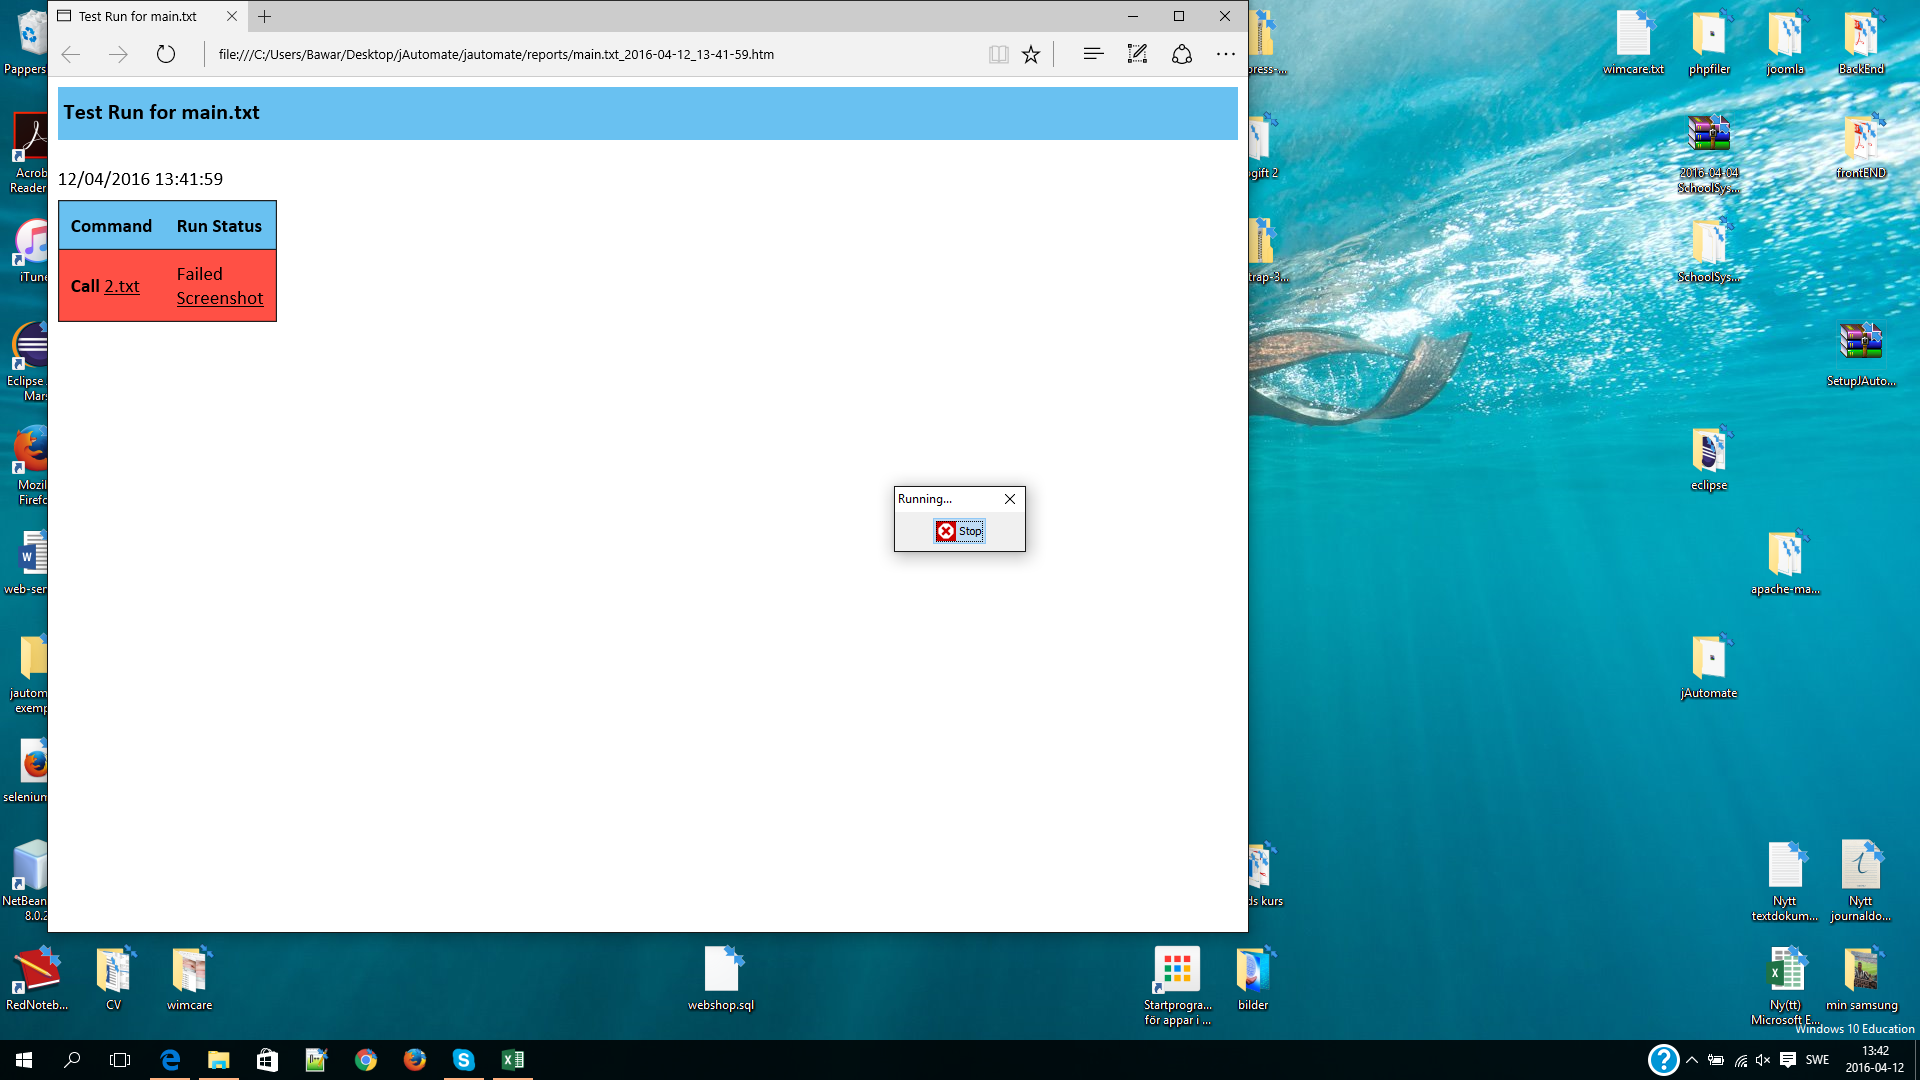 Test Run for main.txt
file:///C:/Users/Bawar/Desktop/jAutomate/jautomate/reports/main.txt_2016-04-12_13-41-59.htm
Test Run for main.txt
12/04/2016 13:41:59
Command Run Status
Call 2.txt Failed
Screenshot
Running...
Stop
Pappers
Acrob
Reader
iTune
Eclipse
Mars
Mozil
Firefo
web-ser
jautom
exemp
selenium
NetBean
8.0.2
RedNoteb...
CV
wimcare
webshop.sql
Startprogra...
för appar i ...
bilder
press-...
ogift 2
trap-3...
ds kurs
wimcare.txt
phpfiler
joomla
BackEnd
2016-04-04
SchoolSys...
frontEND
SchoolSys...
SetupJAuto...
eclipse
apache-ma...
jAutomate
Nytt
textdokum...
Nytt
journaldo...
Ny(tt)
Microsoft E...
min samsung
Windows 10 Education
SWE
13:42
2016-04-12